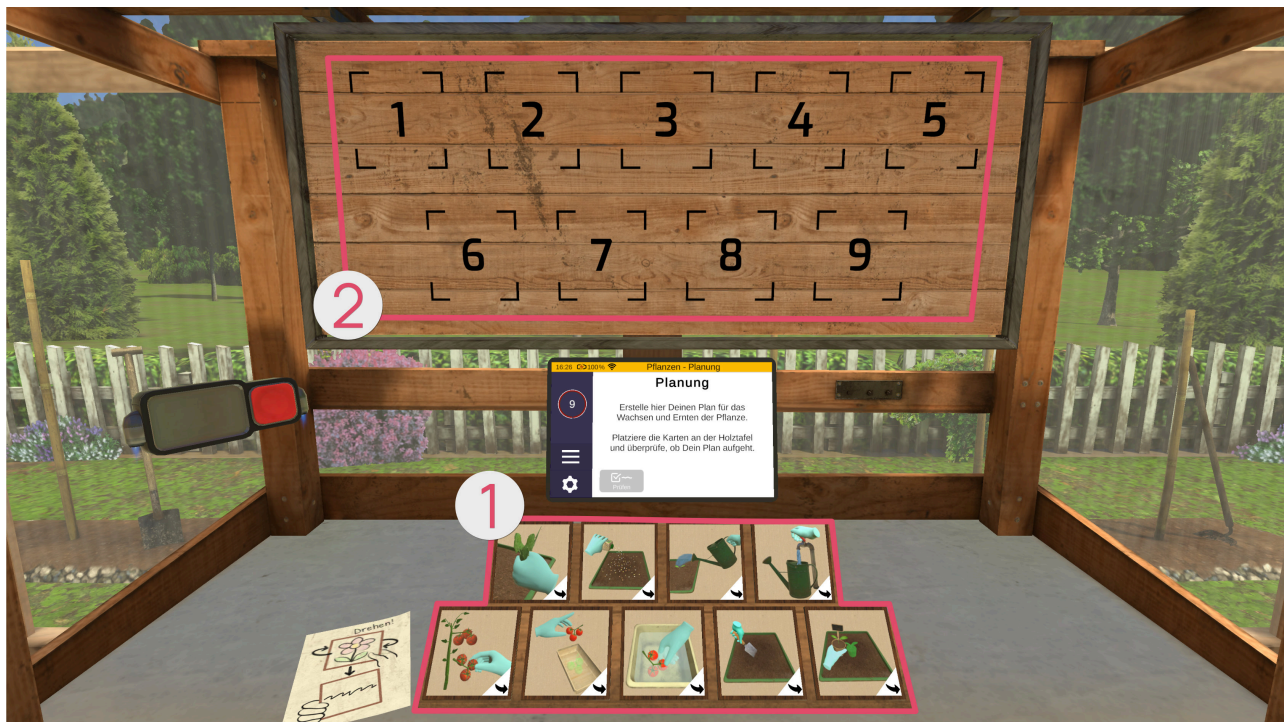 1 2 3 4 5
6 7 8 9
2
16:26 100% Pflanzen - Planung
9
Planung
Erstelle hier Deinen Plan für das
Wachsen und Ernten der Pflanze.
Platziere die Karten an der Holztafel
und überprüfe, ob Dein Plan aufgeht.
Prüfen
1
Drehen!